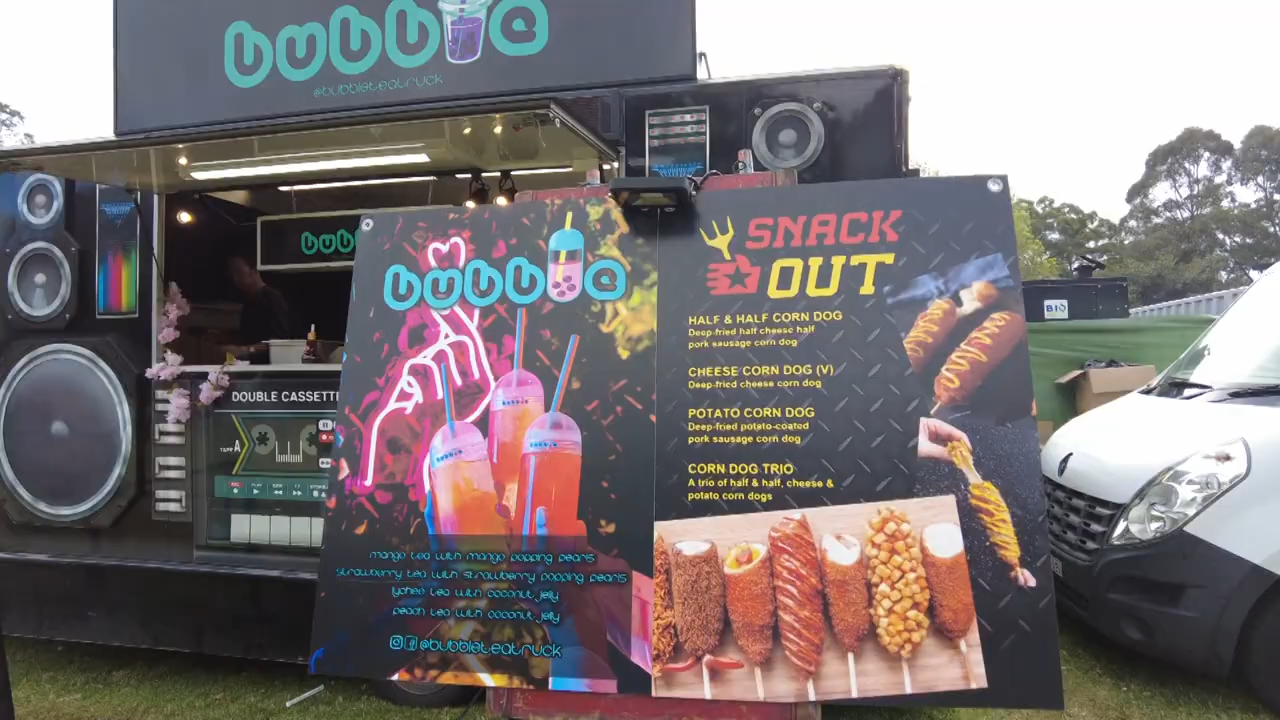 bubble
@bubbleteatruck
bubb
DOUBLE CASSETTE
TAPE A
bubble
mango tea with mango popping pearls
strawberry tea with strawberry popping pearls
lychee tea with coconut jelly
peach tea with coconut jelly
@bubbleteatruck
SNACK
OUT
HALF & HALF CORN DOG
Deep-fried half cheese half
pork sausage corn dog
CHEESE CORN DOG (V)
Deep-fried cheese corn dog
POTATO CORN DOG
Deep-fried potato-coated
pork sausage corn dog
CORN DOG TRIO
A trio of half & half, cheese &
potato corn dogs
BIO